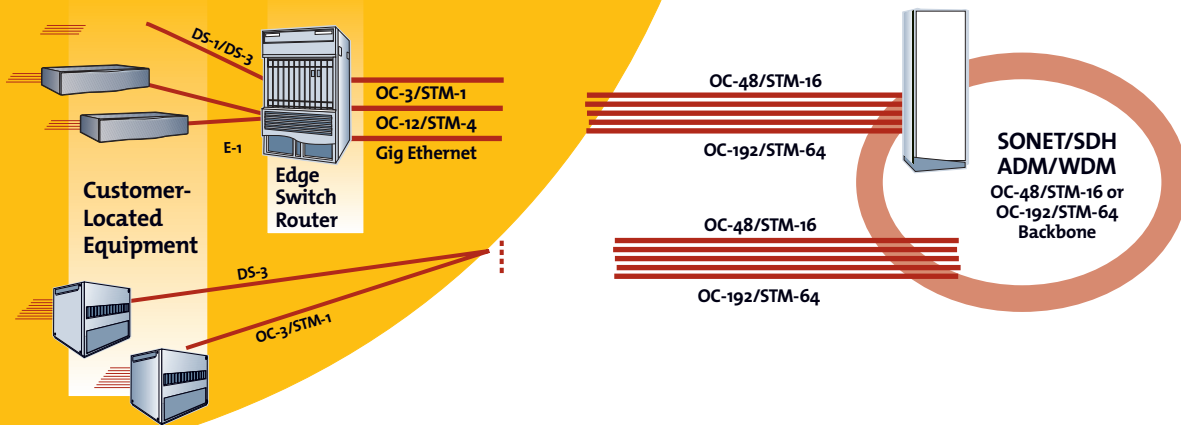 DS-1/DS-3
E-1
OC-3/STM-1
OC-12/STM-4
Gig Ethernet
Edge
Switch
Router
Customer-
Located
Equipment
DS-3
OC-3/STM-1
OC-48/STM-16
OC-192/STM-64
OC-48/STM-16
OC-192/STM-64
SONET/SDH
ADM/WDM
OC-48/STM-16 or
OC-192/STM-64
Backbone